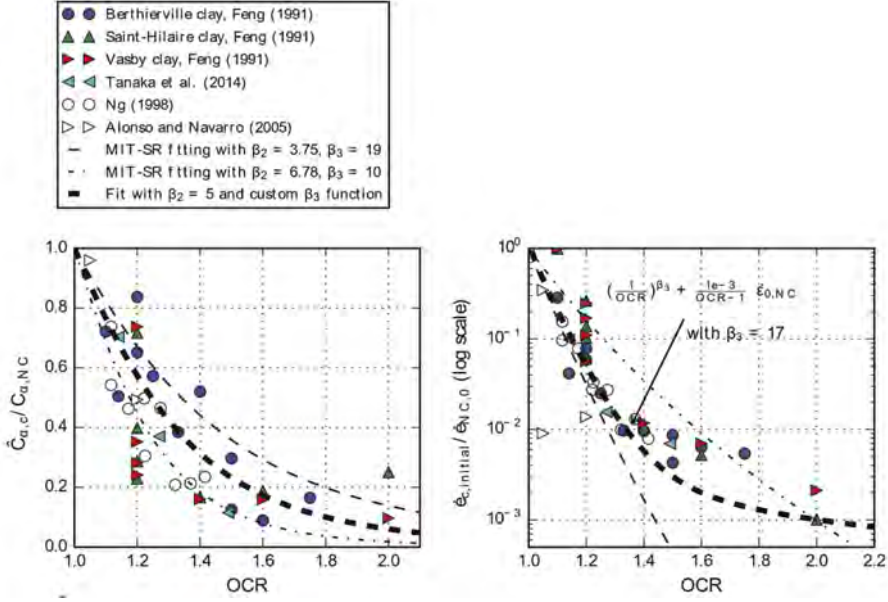 Berthierville clay, Feng (1991)
Saint-Hilaire clay, Feng (1991)
Vasby clay, Feng (1991)
Tanaka et al. (2014)
Ng (1998)
Alonso and Navarro (2005)
MIT-SR fitting with β₂ = 3.75, β₃ = 19
MIT-SR fitting with β₂ = 6.78, β₃ = 10
Fit with β₂ = 5 and custom β₃ function
Ĉα,c / Cα,NC
1.0
0.8
0.6
0.4
0.2
0.0
1.0 1.2 1.4 1.6 1.8 2.0
OCR
ėc,initial / ėNC,0 (log scale)
10⁰
10⁻¹
10⁻²
10⁻³
(1/OCR)^β₃ + 1e-3/OCR-1 ε̇0,NC
with β₃ = 17
1.0 1.2 1.4 1.6 1.8 2.0 2.2
OCR